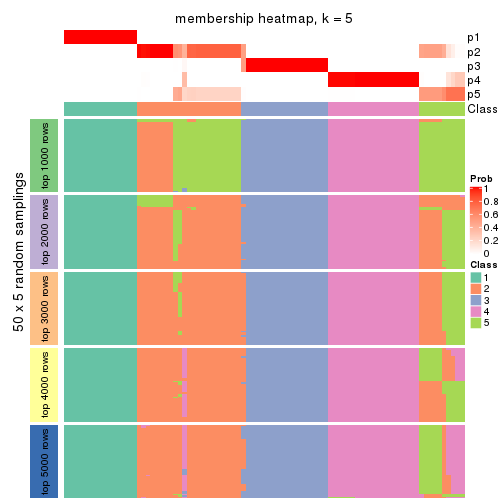 membership heatmap, k = 5
p1
p2
p3
p4
p5
Class
50 x 5 random samplings
top 1000 rows
top 2000 rows
top 3000 rows
top 4000 rows
top 5000 rows
Prob
1
0.8
0.6
0.4
0.2
0
Class
1
2
3
4
5